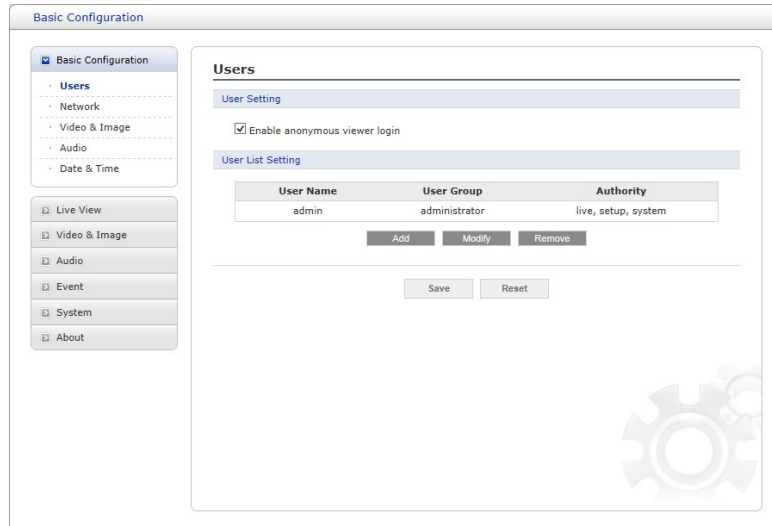 Basic Configuration
Basic Configuration
Users
Network
Video & Image
Audio
Date & Time
Live View
Video & Image
Audio
Event
System
About
Users
User Setting
Enable anonymous viewer login
User List Setting
User Name User Group Authority
admin administrator live, setup, system
Add Modify Remove
Save Reset